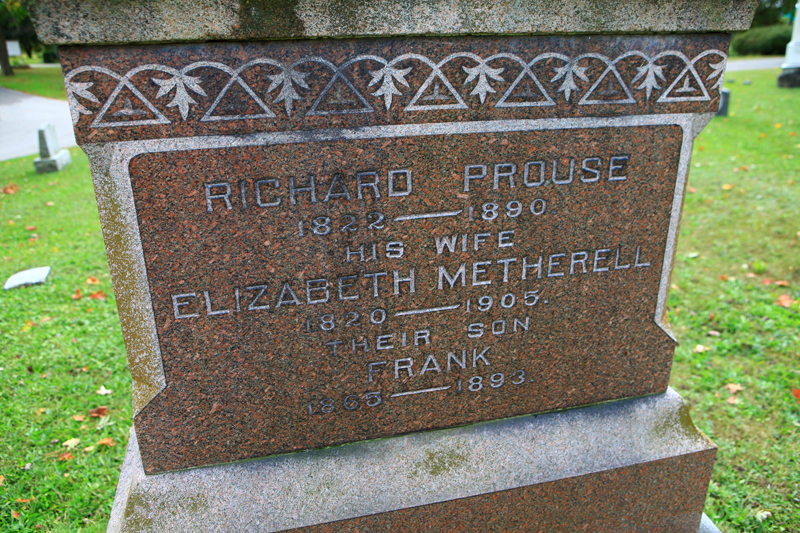 RICHARD PROUSE
1822 — 1890
HIS WIFE
ELIZABETH METHERELL
1820 — 1905.
THEIR SON
FRANK
1865 — 1893